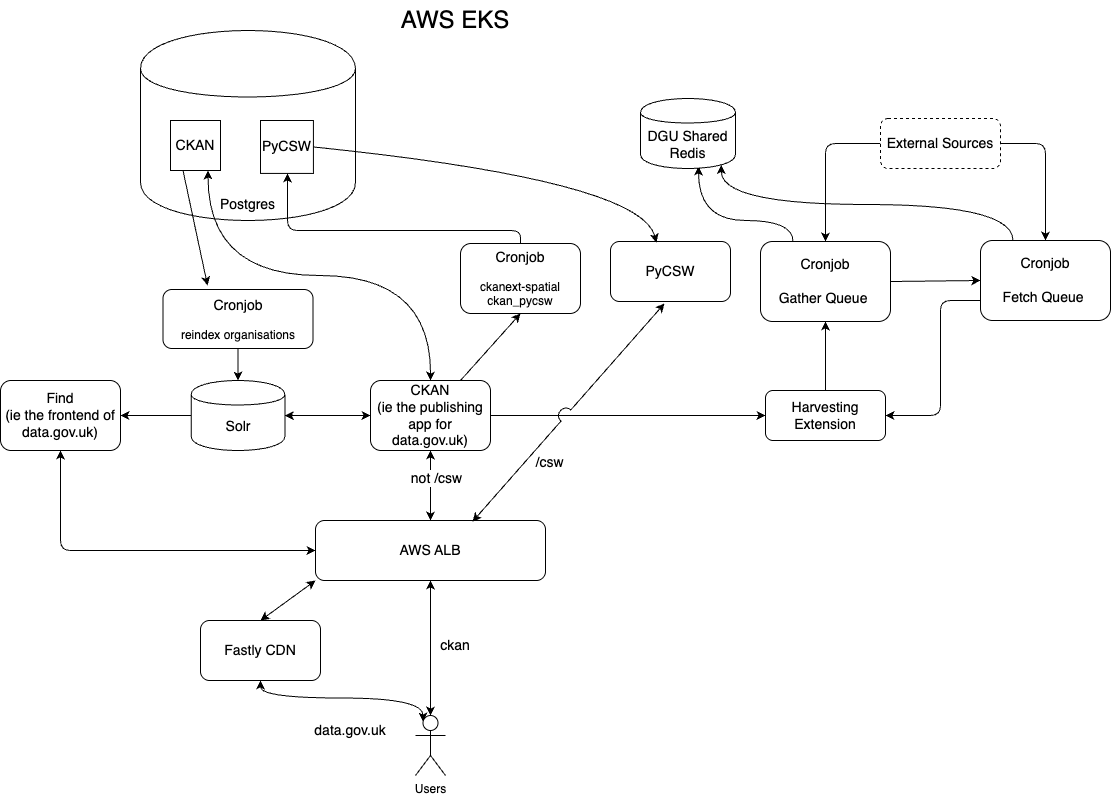 AWS EKS
CKAN
PyCSW
Postgres
DGU Shared
Redis
External Sources
Cronjob
ckanext-spatial
ckan_pycsw
PyCSW
Cronjob
Gather Queue
Cronjob
Fetch Queue
Cronjob
reindex organisations
Find
(ie the frontend of
data.gov.uk)
Solr
CKAN
(ie the publishing
app for
data.gov.uk)
Harvesting
Extension
not /csw
/csw
AWS ALB
Fastly CDN
ckan
data.gov.uk
Users